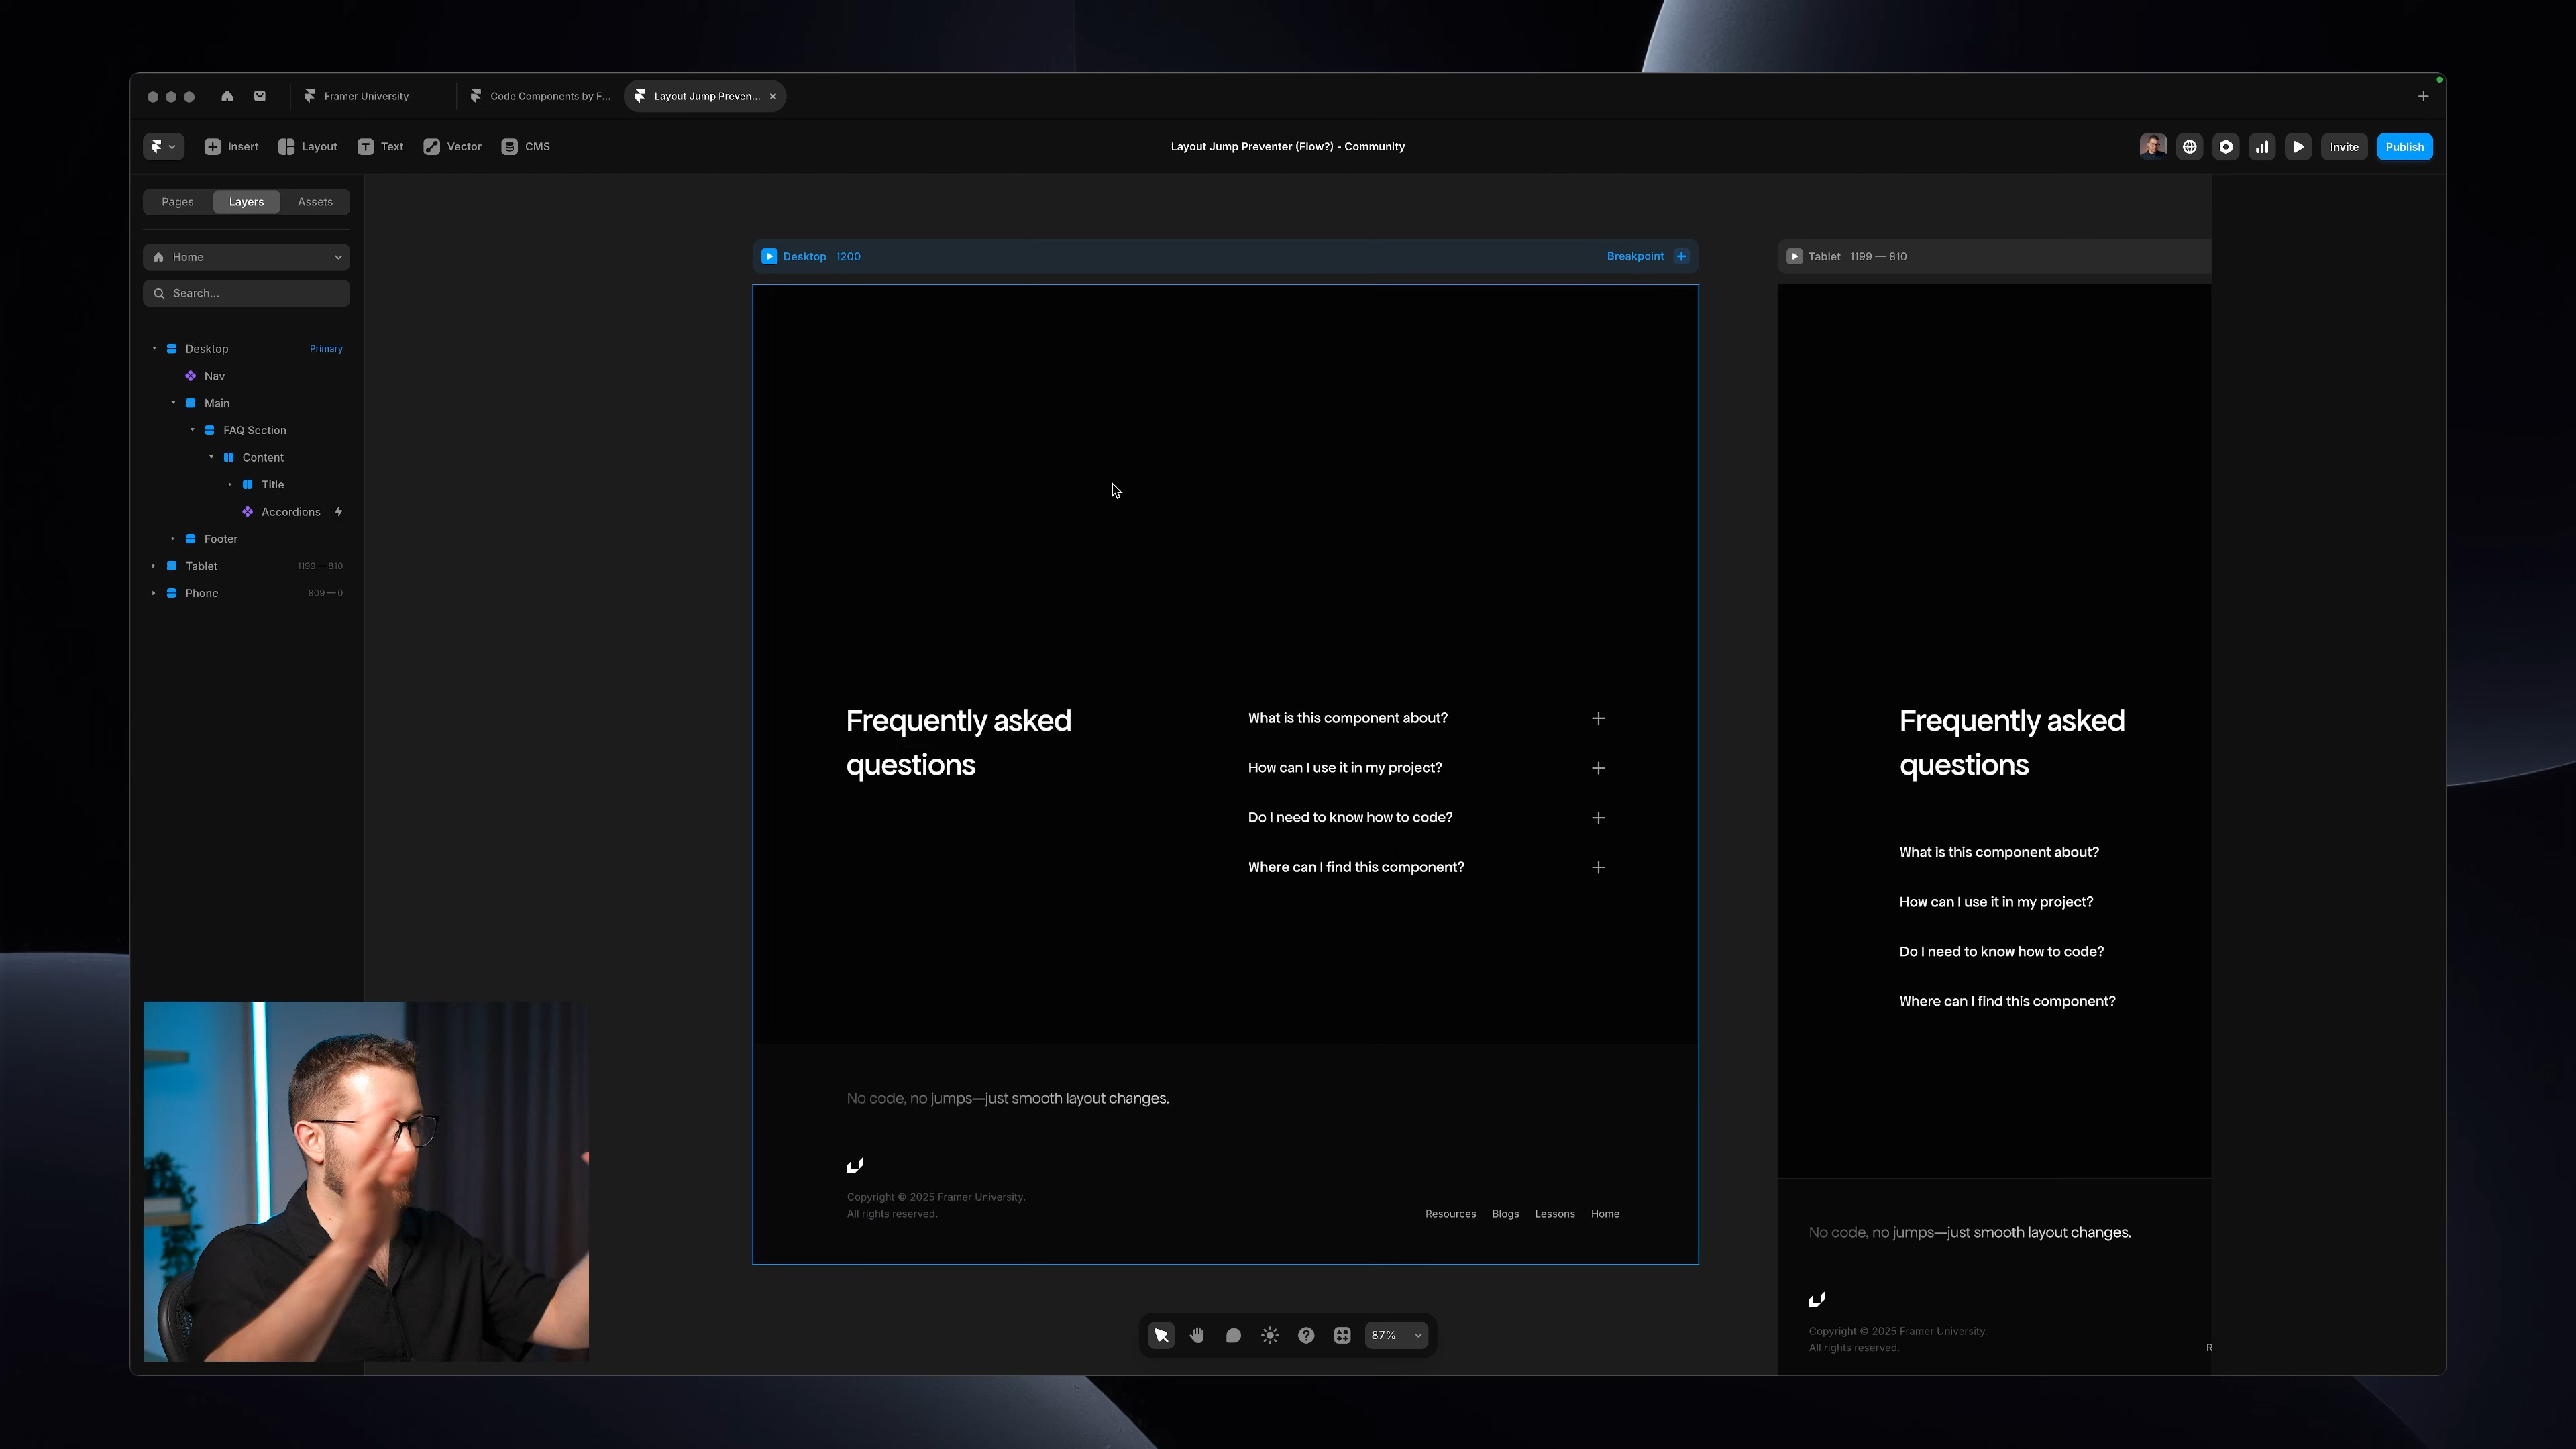 Framer University
Code Components by F...
Layout Jump Preven...
Insert
Layout
Text
Vector
CMS
Layout Jump Preventer (Flow?) - Community
Invite
Publish
Pages
Layers
Assets
Home
Search...
Desktop
Primary
Nav
Main
FAQ Section
Content
Title
Accordions
Footer
Tablet
1199 — 810
Phone
809 — 0
Desktop 1200
Breakpoint
Frequently asked
questions
What is this component about?
How can I use it in my project?
Do I need to know how to code?
Where can I find this component?
No code, no jumps—just smooth layout changes.
Copyright © 2025 Framer University.
All rights reserved.
Resources
Blogs
Lessons
Home
Tablet 1199 — 810
Frequently asked
questions
What is this component about?
How can I use it in my project?
Do I need to know how to code?
Where can I find this component?
No code, no jumps—just smooth layout changes.
Copyright © 2025 Framer University.
All rights reserved.
R
87%